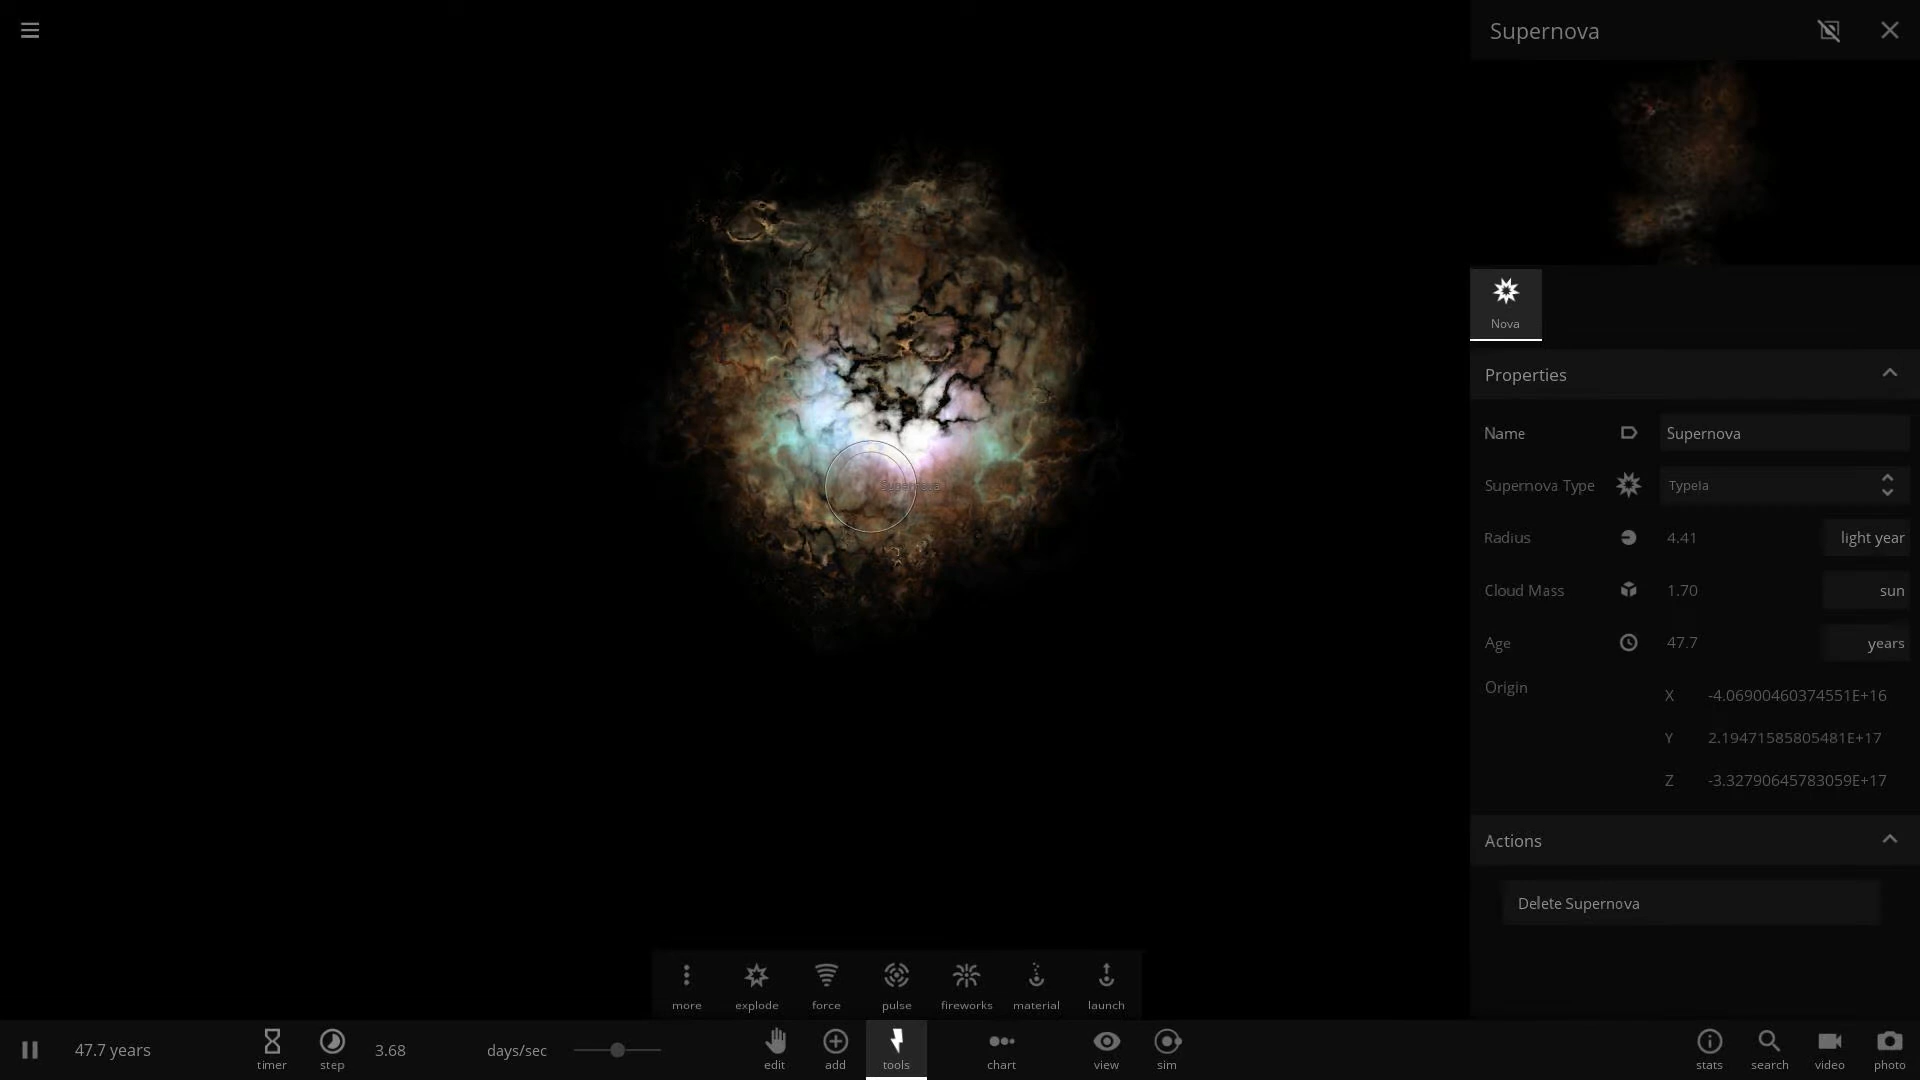 Supernova
Supernova
Nova
Properties
Name Supernova
Supernova Type TypeIa
Radius 4.41 light year
Cloud Mass 1.70 sun
Age 47.7 years
Origin
X -4.06900460374551E+16
Y 2.19471585805481E+17
Z -3.32790645783059E+17
Actions
Delete Supernova
more explode force pulse fireworks material launch
47.7 years timer step 3.68 days/sec edit add tools chart view sim stats search video photo